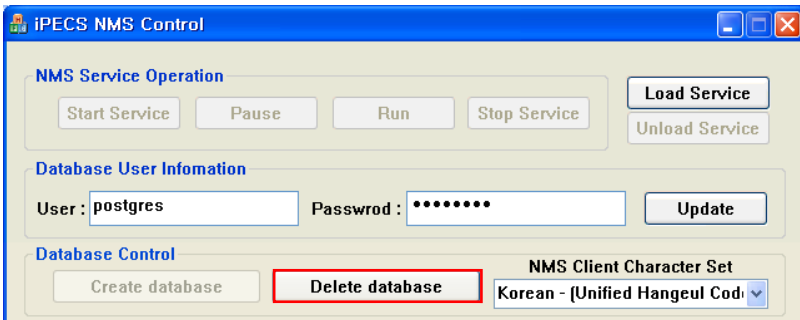 iPECS NMS Control
NMS Service Operation
Start Service Pause Run Stop Service
Load Service
Unload Service
Database User Infomation
User : postgres Passwrod : •••••••• Update
Database Control
Create database Delete database
NMS Client Character Set
Korean - (Unified Hangeul Cod